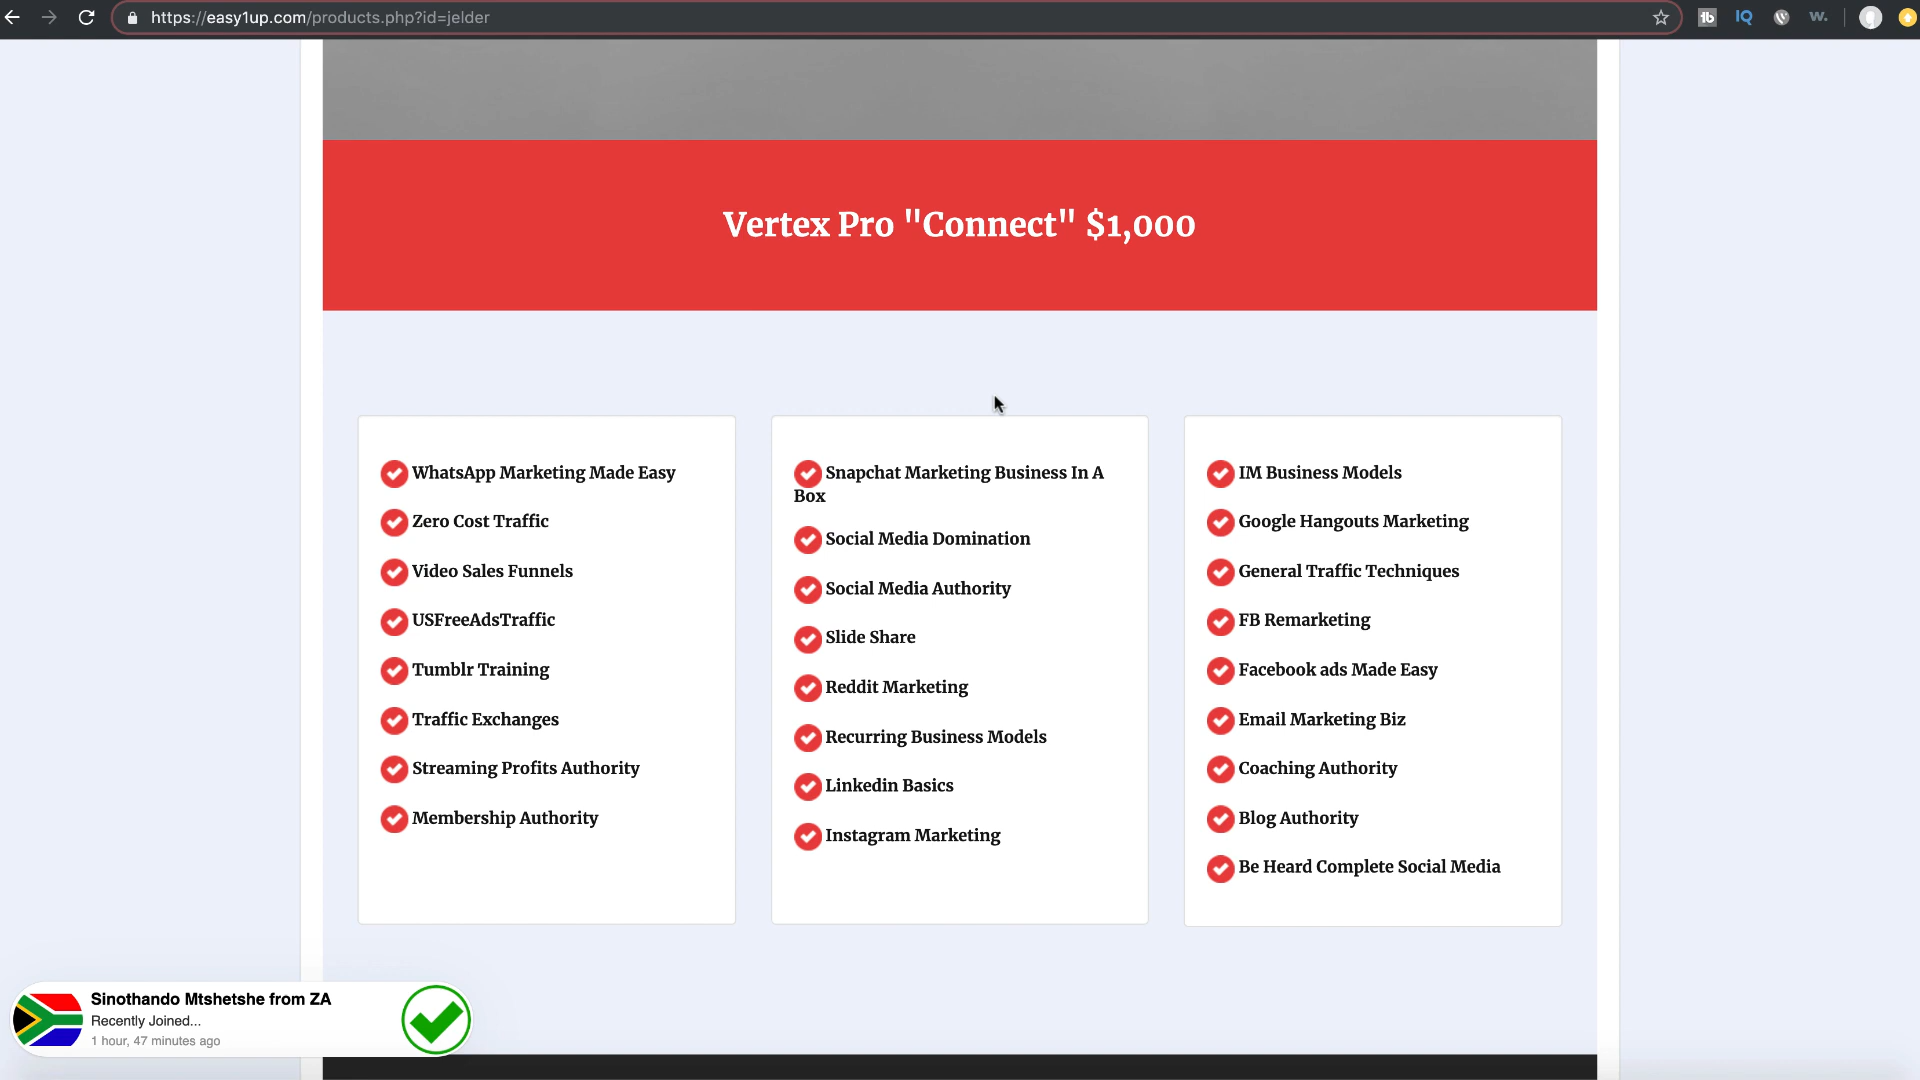 https://easy1up.com/products.php?id=jelder
tb
IQ
w.
Vertex Pro "Connect" $1,000
WhatsApp Marketing Made Easy
Zero Cost Traffic
Video Sales Funnels
USFreeAdsTraffic
Tumblr Training
Traffic Exchanges
Streaming Profits Authority
Membership Authority
Snapchat Marketing Business In A
Box
Social Media Domination
Social Media Authority
Slide Share
Reddit Marketing
Recurring Business Models
Linkedin Basics
Instagram Marketing
IM Business Models
Google Hangouts Marketing
General Traffic Techniques
FB Remarketing
Facebook ads Made Easy
Email Marketing Biz
Coaching Authority
Blog Authority
Be Heard Complete Social Media
Sinothando Mtshetshe from ZA
Recently Joined...
1 hour, 47 minutes ago